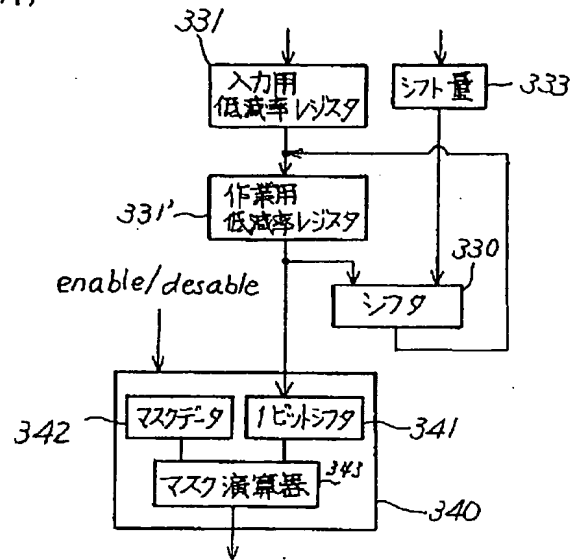 331
入力用
低減率レジスタ
シフト量
333
作業用
低減率レジスタ
331'
330
シフタ
enable/desable
マスクデータ
1ビットシフタ
342
341
343
マスク演算器
340